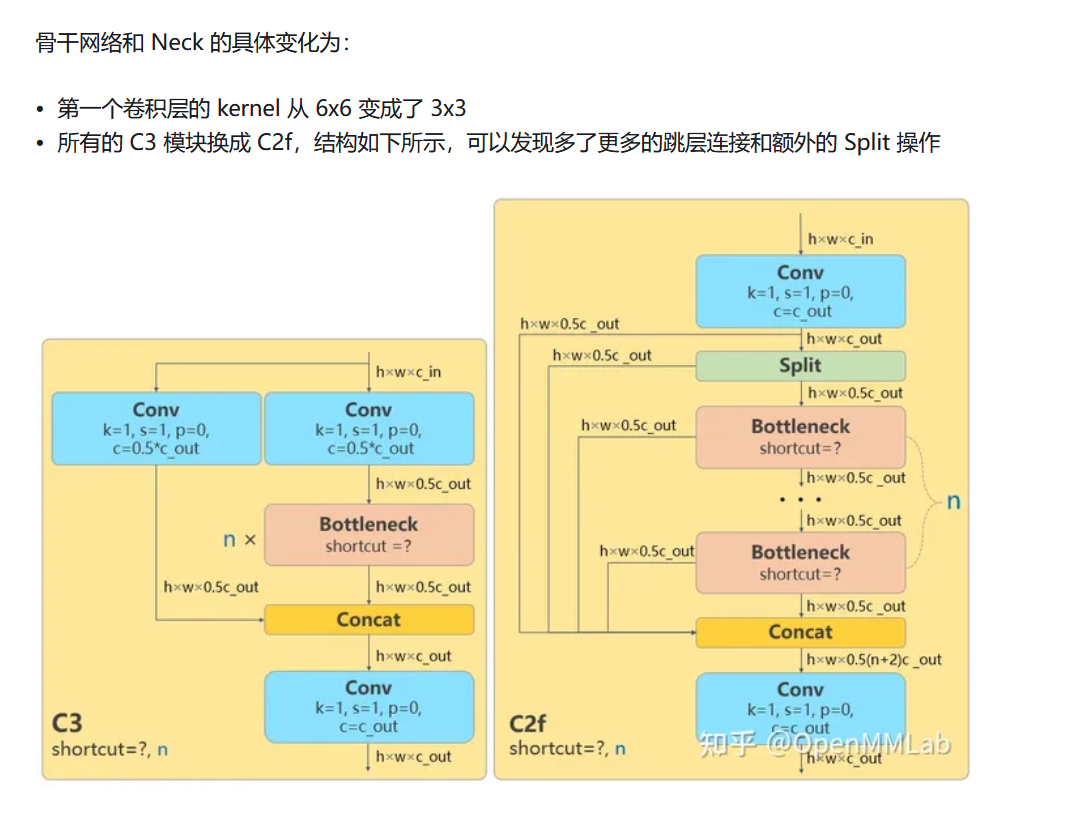 骨干网络和 Neck 的具体变化为：
• 第一个卷积层的 kernel 从 6x6 变成了 3x3
• 所有的 C3 模块换成 C2f，结构如下所示，可以发现多了更多的跳层连接和额外的 Split 操作
h×w×c_in
Conv
k=1, s=1, p=0,
c=0.5*c_out
Conv
k=1, s=1, p=0,
c=0.5*c_out
h×w×0.5c_out
n ×
Bottleneck
shortcut =?
h×w×0.5c_out
h×w×0.5c_out
Concat
h×w×c_out
Conv
k=1, s=1, p=0,
c=c_out
h×w×c_out
C3
shortcut=?, n
h×w×c_in
Conv
k=1, s=1, p=0,
c=c_out
h×w×0.5c _out
h×w×c_out
h×w×0.5c _out
Split
h×w×0.5c_out
h×w×0.5c_out
Bottleneck
shortcut=?
h×w×0.5c _out
• • •
n
h×w×0.5c_out
h×w×0.5c_out
Bottleneck
shortcut=?
h×w×0.5c _out
Concat
h×w×0.5(n+2)c _out
Conv
k=1, s=1, p=0,
c=c_out
h×w×c_out
C2f
shortcut=?, n
知乎 @OpenMMLab